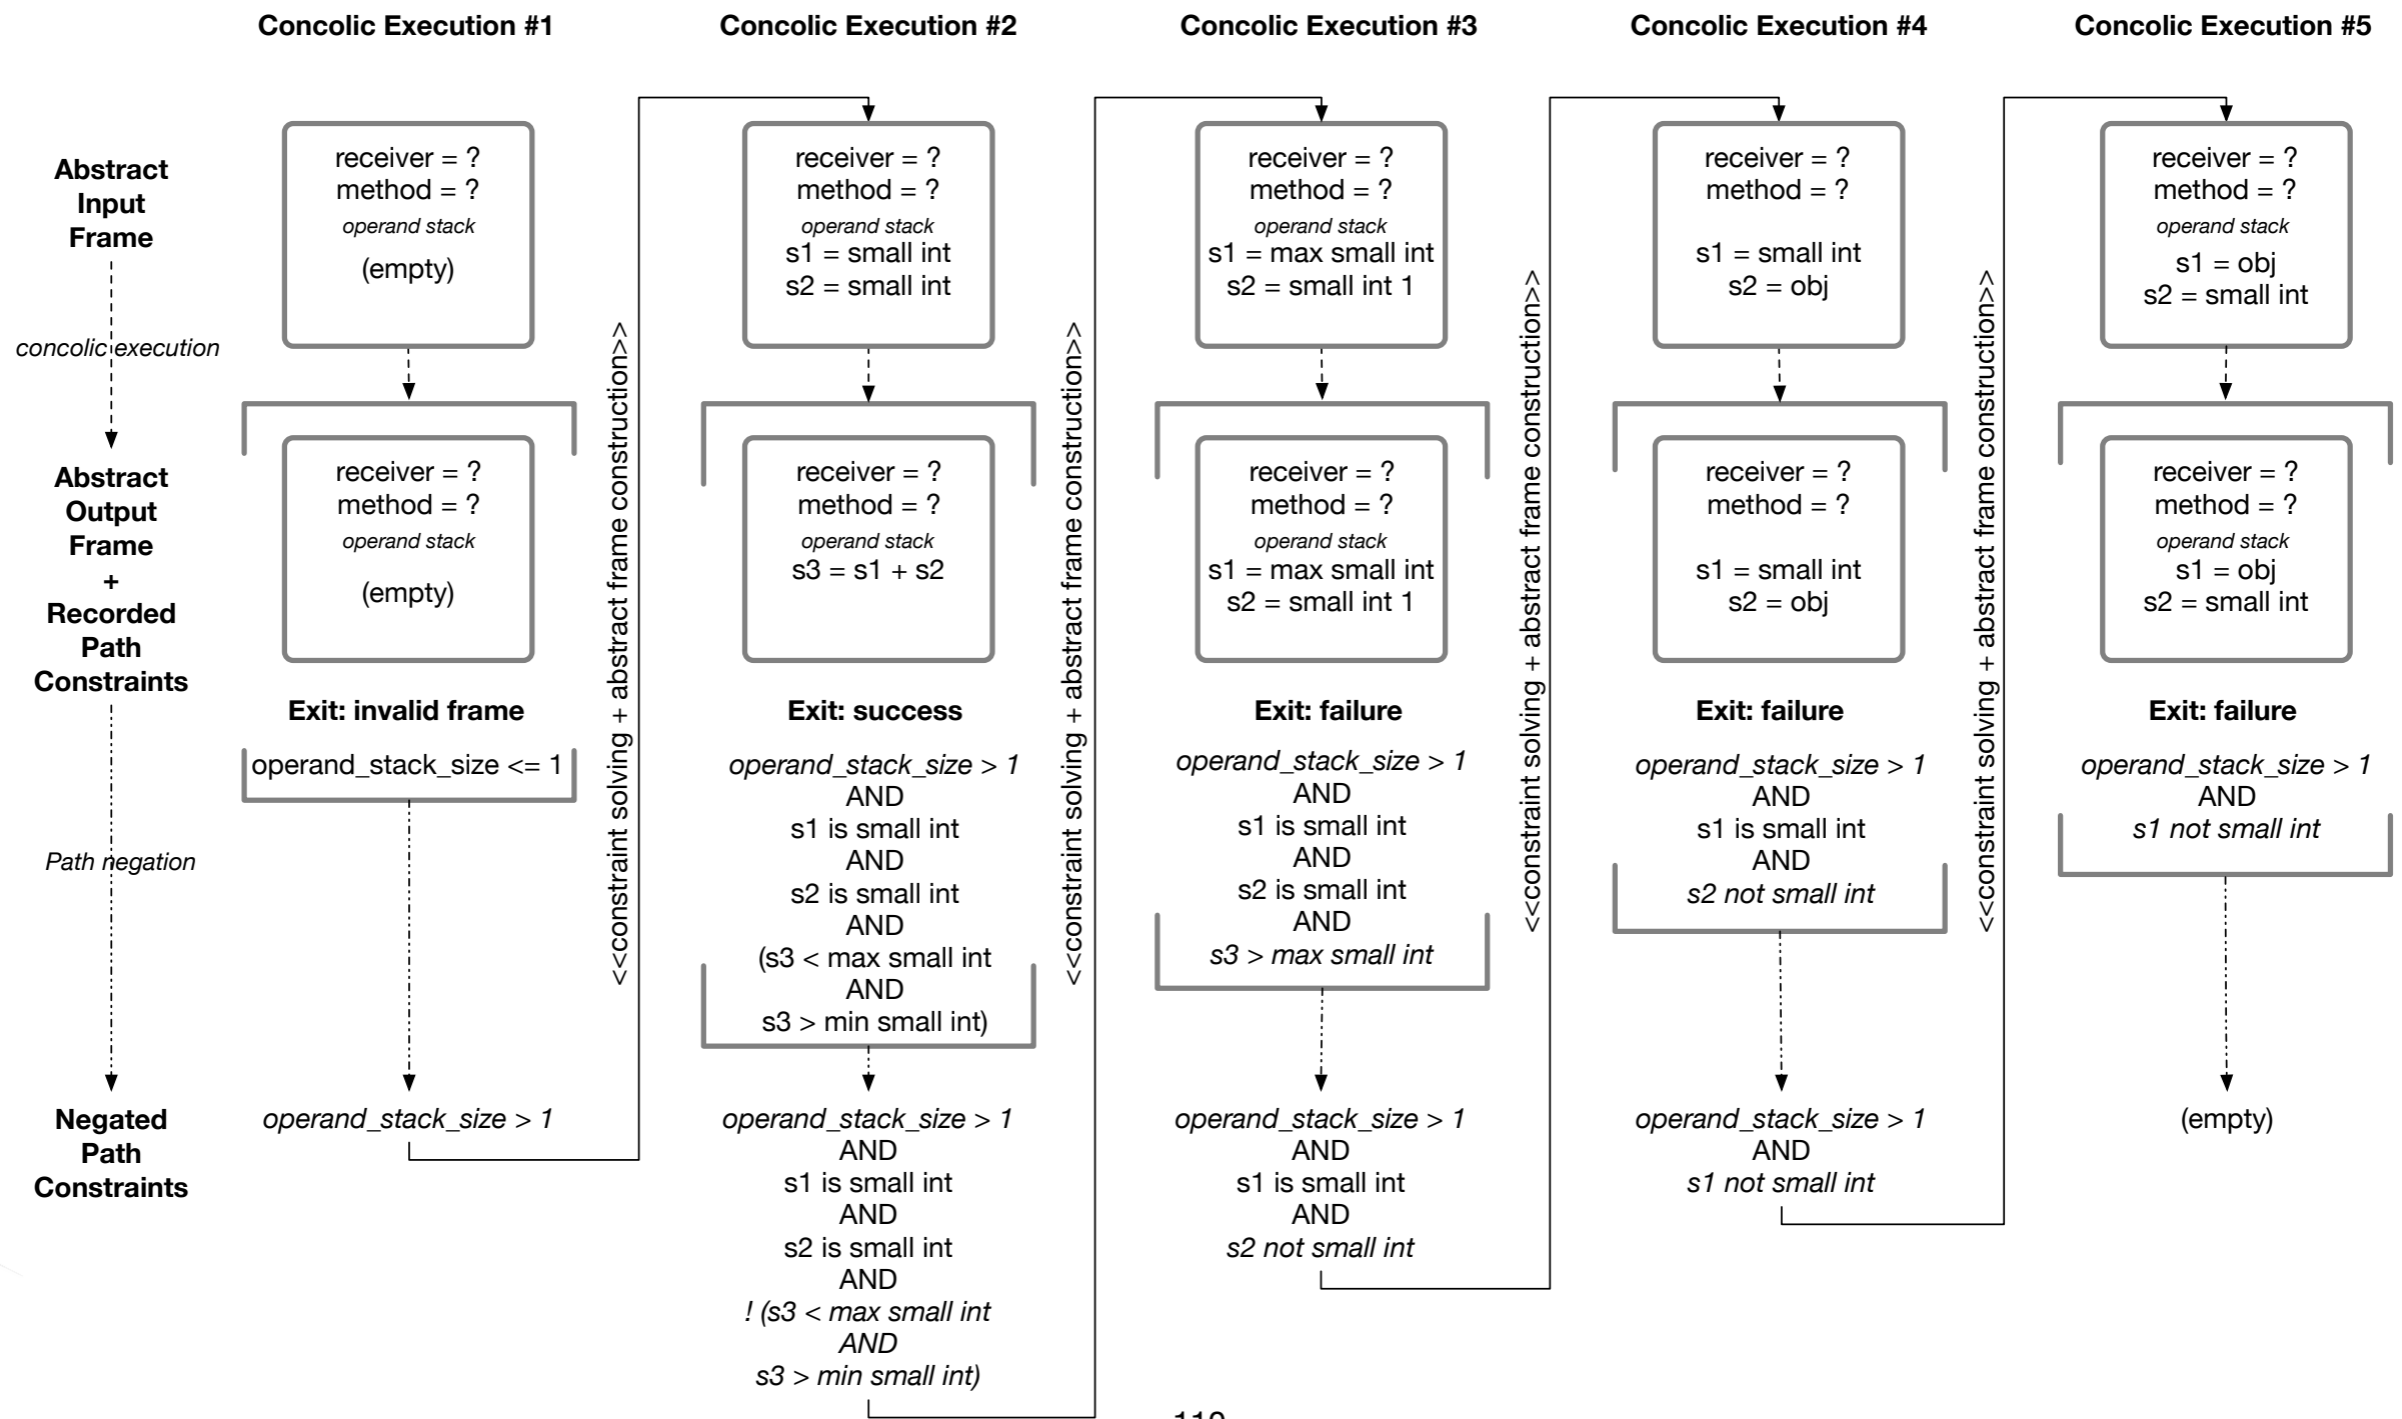 Concolic Execution #1
Concolic Execution #2
Concolic Execution #3
Concolic Execution #4
Concolic Execution #5
Abstract
Input
Frame
concolic execution
Abstract
Output
Frame
+
Recorded
Path
Constraints
Path negation
Negated
Path
Constraints
receiver = ?
method = ?
operand stack
(empty)
receiver = ?
method = ?
operand stack
(empty)
Exit: invalid frame
operand_stack_size <= 1
operand_stack_size > 1
<<constraint solving + abstract frame construction>>
receiver = ?
method = ?
operand stack
s1 = small int
s2 = small int
receiver = ?
method = ?
operand stack
s3 = s1 + s2
Exit: success
operand_stack_size > 1
AND
s1 is small int
AND
s2 is small int
AND
(s3 < max small int
AND
s3 > min small int)
operand_stack_size > 1
AND
s1 is small int
AND
s2 is small int
AND
! (s3 < max small int
AND
s3 > min small int)
<<constraint solving + abstract frame construction>>
receiver = ?
method = ?
operand stack
s1 = max small int
s2 = small int 1
receiver = ?
method = ?
operand stack
s1 = max small int
s2 = small int 1
Exit: failure
operand_stack_size > 1
AND
s1 is small int
AND
s2 is small int
AND
s3 > max small int
operand_stack_size > 1
AND
s1 is small int
AND
s2 not small int
<<constraint solving + abstract frame construction>>
receiver = ?
method = ?
s1 = small int
s2 = obj
receiver = ?
method = ?
s1 = small int
s2 = obj
Exit: failure
operand_stack_size > 1
AND
s1 is small int
AND
s2 not small int
operand_stack_size > 1
AND
s1 not small int
<<constraint solving + abstract frame construction>>
receiver = ?
method = ?
operand stack
s1 = obj
s2 = small int
receiver = ?
method = ?
operand stack
s1 = obj
s2 = small int
Exit: failure
operand_stack_size > 1
AND
s1 not small int
(empty)